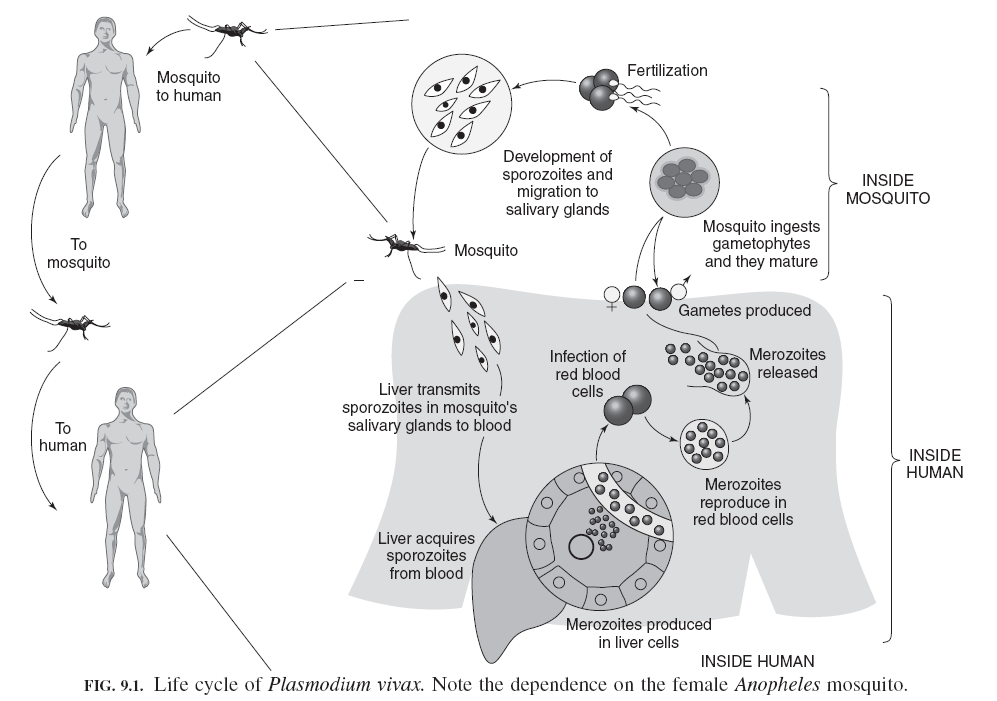 Mosquito
to human
To
mosquito
To
human
Fertilization
Development of
sporozoites and
migration to
salivary glands
Mosquito ingests
gametophytes
and they mature
INSIDE
MOSQUITO
Mosquito
♀
♂
Gametes produced
Infection of
red blood
cells
Merozoites
released
Liver transmits
sporozoites in mosquito's
salivary glands to blood
Merozoites
reproduce in
red blood cells
INSIDE
HUMAN
Liver acquires
sporozoites
from blood
Merozoites produced
in liver cells
INSIDE HUMAN
FIG. 9.1. Life cycle of Plasmodium vivax. Note the dependence on the female Anopheles mosquito.